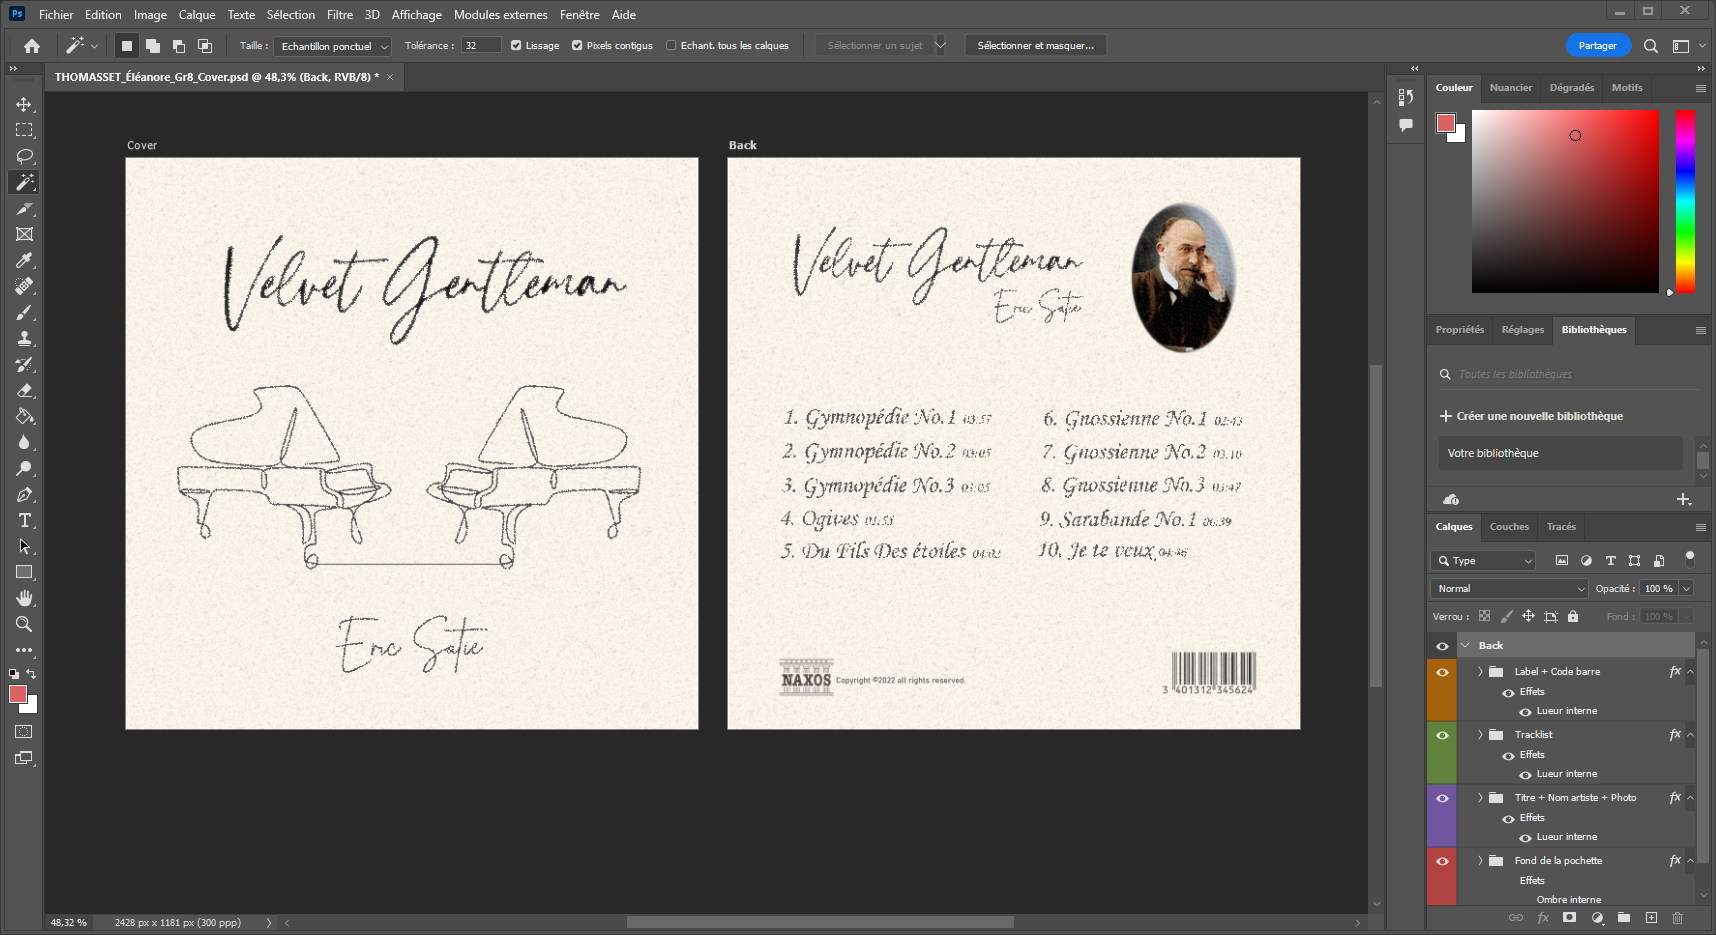 Ps Fichier Edition Image Calque Texte Sélection Filtre 3D Affichage Modules externes Fenêtre Aide
Taille : Echantillon ponctuel Tolérance : 32 Lissage Pixels contigus Echant. tous les calques Sélectionner un sujet Sélectionner et masquer... Partager
THOMASSET_Éléanore_Gr8_Cover.psd @ 48,3% (Back, RVB/8) *
Cover
Velvet Gentleman
Eric Satie
Back
Velvet Gentleman
Eric Satie
1. Gymnopédie No.1 03:57
2. Gymnopédie No.2 03:05
3. Gymnopédie No.3
4. Ogives
5. Du Fils Des étoiles
6. Gnossienne No.1
7. Gnossienne No.2 03.10
8. Gnossienne No.3 03:47
9. Sarabande No.1 06:39
10. Je te veux 04:46
NAXOS Copyright ©2022 all rights reserved.
3 401312 345624
48,32 % 2428 px x 1181 px (300 ppp)
Couleur Nuancier Dégradés Motifs
Propriétés Réglages Bibliothèques
Toutes les bibliothèques
Créer une nouvelle bibliothèque
Votre bibliothèque
Calques Couches Tracés
Type
Normal Opacité : 100 %
Verrou : Fond : 100 %
Back
Label + Code barre fx
Effets
Lueur interne
Tracklist fx
Effets
Lueur interne
Titre + Nom artiste + Photo fx
Effets
Lueur interne
Fond de la pochette fx
Effets
Ombre interne
fx